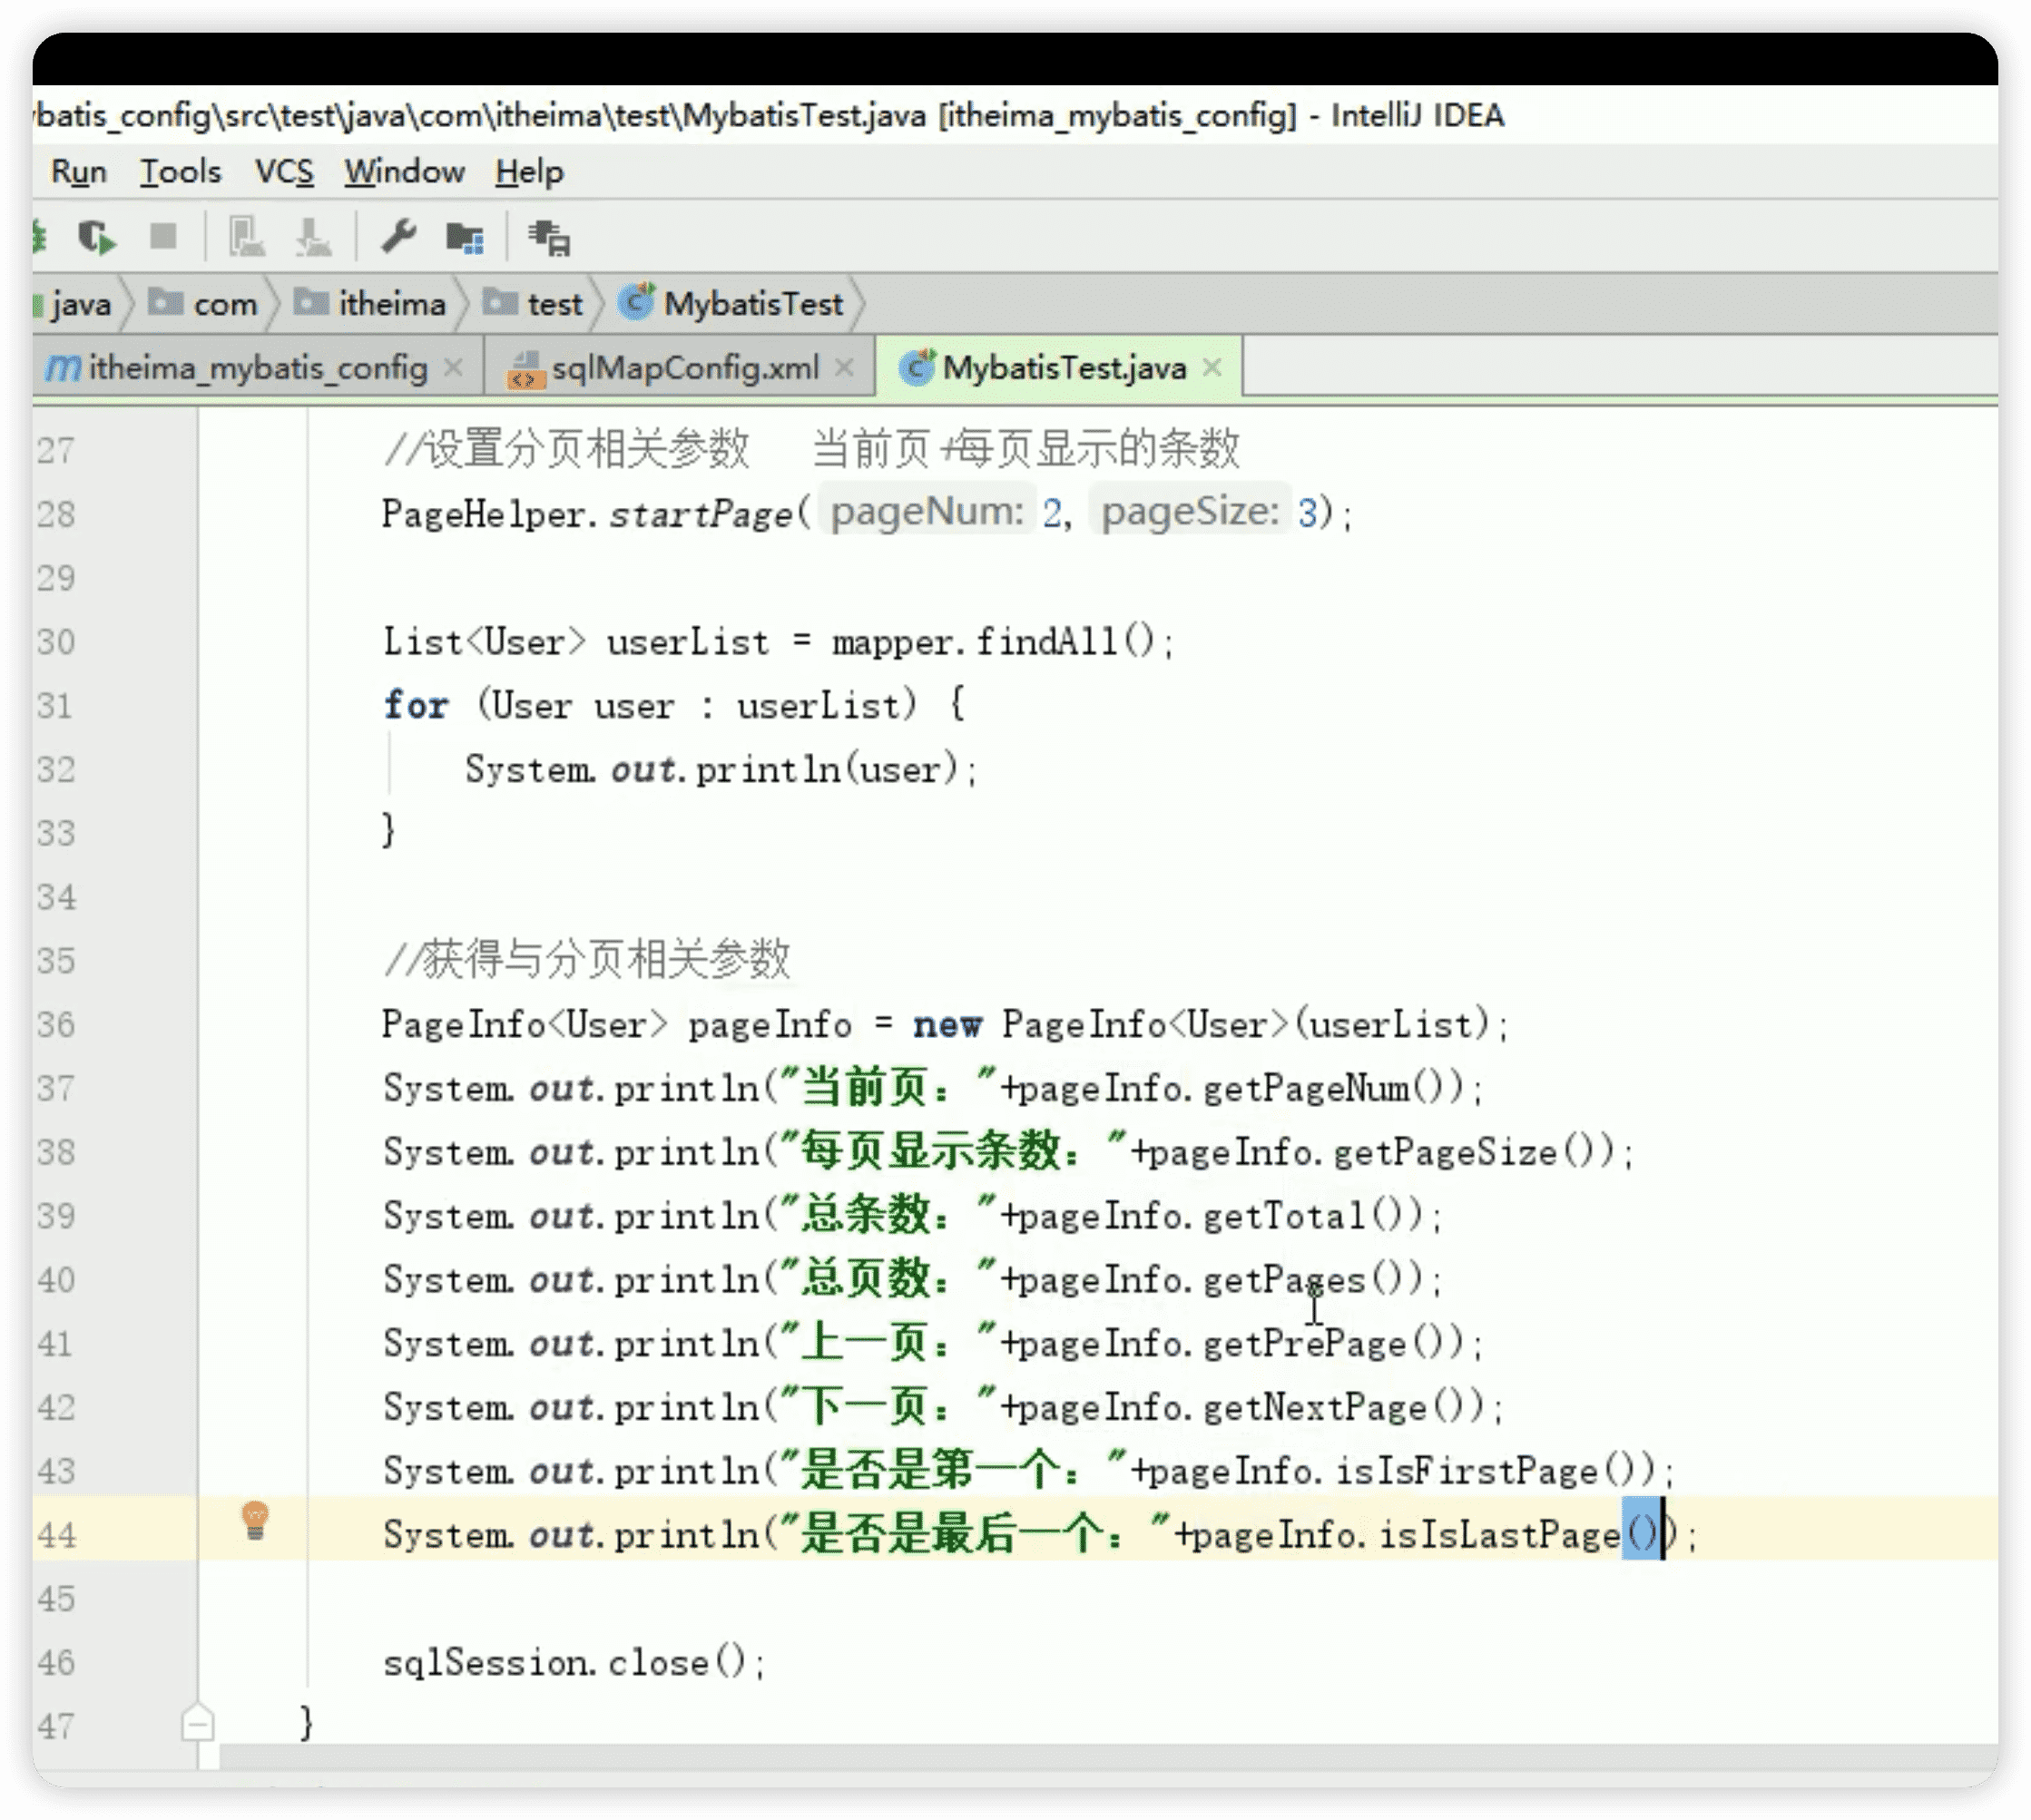 ybatis_config\src\test\java\com\itheima\test\MybatisTest.java [itheima_mybatis_config] - IntelliJ IDEA
Run Tools VCS Window Help
java com itheima test MybatisTest
itheima_mybatis_config sqlMapConfig.xml MybatisTest.java
27 //设置分页相关参数 当前页+每页显示的条数
28 PageHelper.startPage( pageNum: 2, pageSize: 3);
29
30 List<User> userList = mapper.findAll();
31 for (User user : userList) {
32 System.out.println(user);
33 }
34
35 //获得与分页相关参数
36 PageInfo<User> pageInfo = new PageInfo<User>(userList);
37 System.out.println("当前页："+pageInfo.getPageNum());
38 System.out.println("每页显示条数："+pageInfo.getPageSize());
39 System.out.println("总条数："+pageInfo.getTotal());
40 System.out.println("总页数："+pageInfo.getPages());
41 System.out.println("上一页："+pageInfo.getPrePage());
42 System.out.println("下一页："+pageInfo.getNextPage());
43 System.out.println("是否是第一个："+pageInfo.isIsFirstPage());
44 System.out.println("是否是最后一个："+pageInfo.isIsLastPage());
45
46 sqlSession.close();
47 }